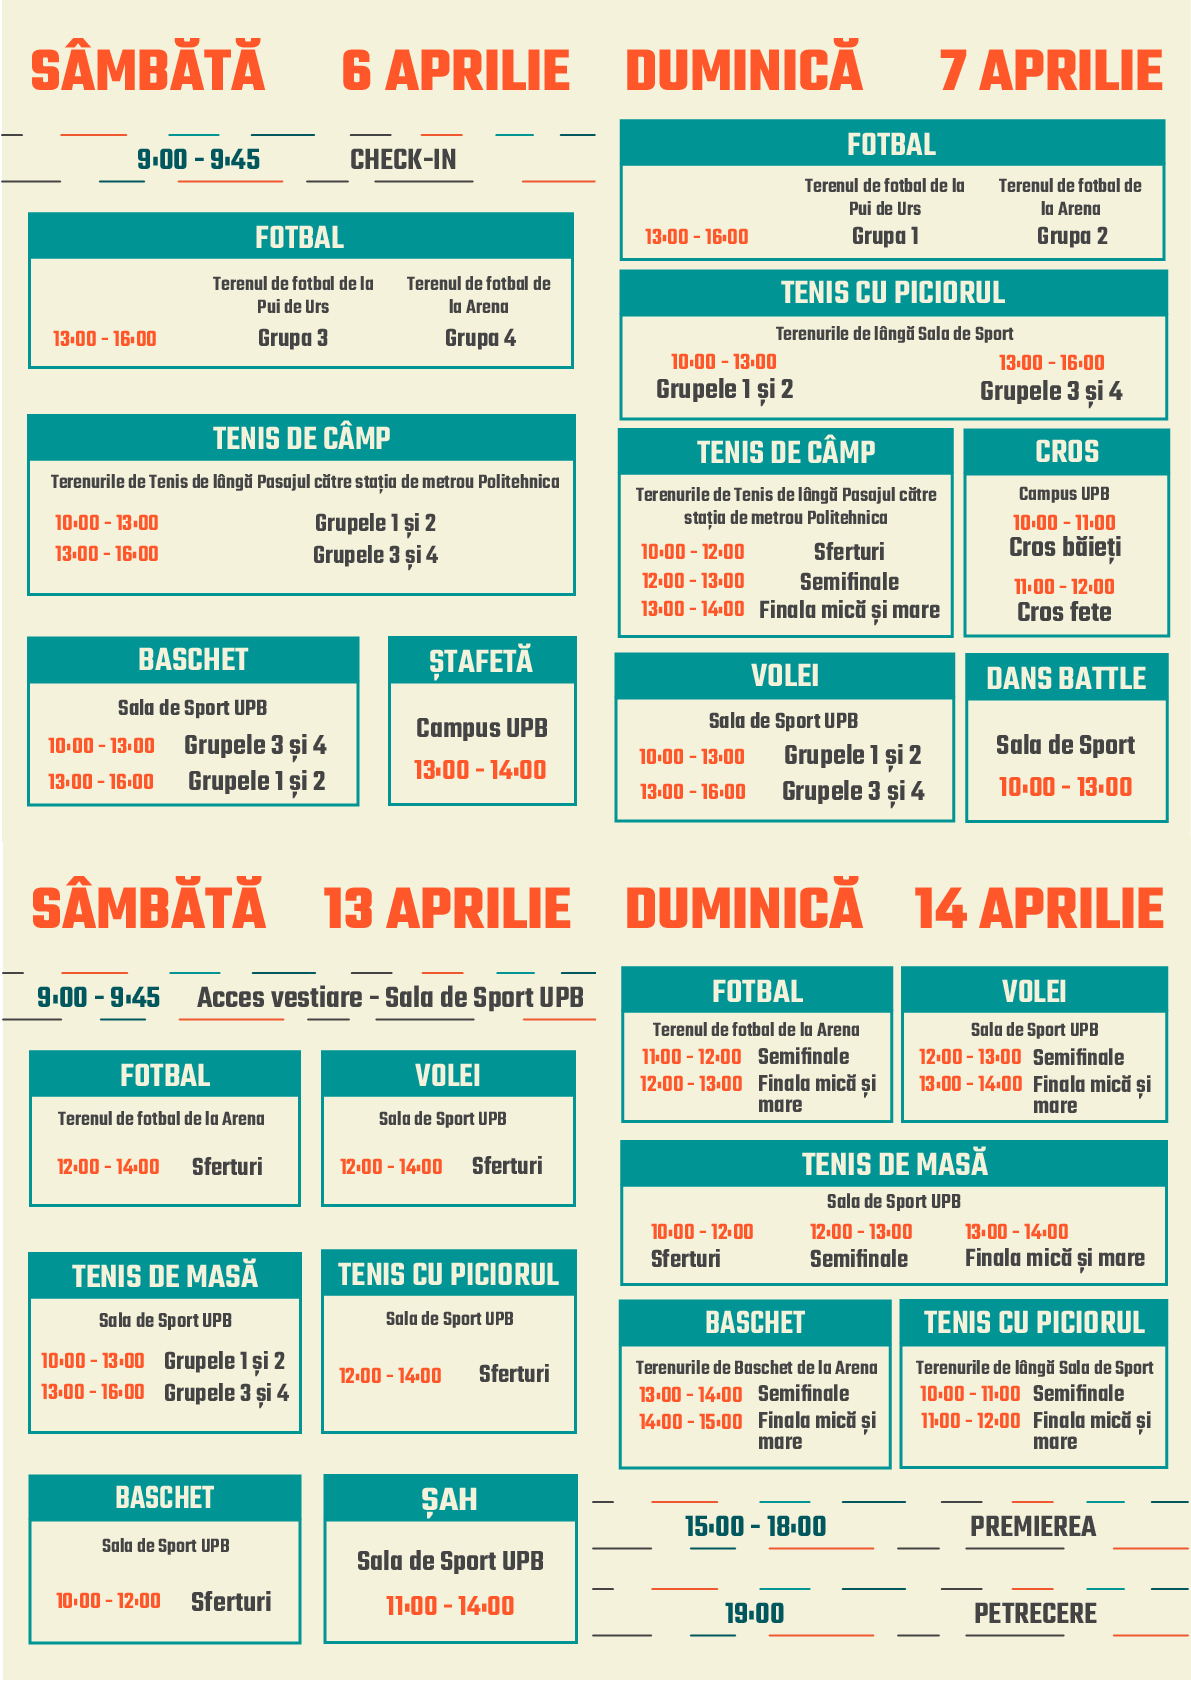 SÂMBĂTĂ 6 APRILIE
9:00 - 9:45 CHECK-IN
FOTBAL
Terenul de fotbal de la
Pui de Urs
Terenul de fotbal de
la Arena
13:00 - 16:00 Grupa 3 Grupa 4
TENIS DE CÂMP
Terenurile de Tenis de lângă Pasajul către stația de metrou Politehnica
10:00 - 13:00 Grupele 1 și 2
13:00 - 16:00 Grupele 3 și 4
BASCHET
Sala de Sport UPB
10:00 - 13:00 Grupele 3 și 4
13:00 - 16:00 Grupele 1 și 2
ȘTAFETĂ
Campus UPB
13:00 - 14:00
DUMINICĂ 7 APRILIE
FOTBAL
Terenul de fotbal de la
Pui de Urs
Terenul de fotbal de
la Arena
13:00 - 16:00 Grupa 1 Grupa 2
TENIS CU PICIORUL
Terenurile de lângă Sala de Sport
10:00 - 13:00 13:00 - 16:00
Grupele 1 și 2 Grupele 3 și 4
TENIS DE CÂMP
Terenurile de Tenis de lângă Pasajul către
stația de metrou Politehnica
10:00 - 12:00 Sferturi
12:00 - 13:00 Semifinale
13:00 - 14:00 Finala mică și mare
CROS
Campus UPB
10:00 - 11:00
Cros băieți
11:00 - 12:00
Cros fete
VOLEI
Sala de Sport UPB
10:00 - 13:00 Grupele 1 și 2
13:00 - 16:00 Grupele 3 și 4
DANS BATTLE
Sala de Sport
10:00 - 13:00
SÂMBĂTĂ 13 APRILIE
9:00 - 9:45 Acces vestiare - Sala de Sport UPB
FOTBAL
Terenul de fotbal de la Arena
12:00 - 14:00 Sferturi
VOLEI
Sala de Sport UPB
12:00 - 14:00 Sferturi
TENIS DE MASĂ
Sala de Sport UPB
10:00 - 13:00 Grupele 1 și 2
13:00 - 16:00 Grupele 3 și 4
TENIS CU PICIORUL
Sala de Sport UPB
12:00 - 14:00 Sferturi
BASCHET
Sala de Sport UPB
10:00 - 12:00 Sferturi
ȘAH
Sala de Sport UPB
11:00 - 14:00
DUMINICĂ 14 APRILIE
FOTBAL
Terenul de fotbal de la Arena
11:00 - 12:00 Semifinale
12:00 - 13:00 Finala mică și
mare
VOLEI
Sala de Sport UPB
12:00 - 13:00 Semifinale
13:00 - 14:00 Finala mică și
mare
TENIS DE MASĂ
Sala de Sport UPB
10:00 - 12:00 12:00 - 13:00 13:00 - 14:00
Sferturi Semifinale Finala mică și mare
BASCHET
Terenurile de Baschet de la Arena
13:00 - 14:00 Semifinale
14:00 - 15:00 Finala mică și
mare
TENIS CU PICIORUL
Terenurile de lângă Sala de Sport
10:00 - 11:00 Semifinale
11:00 - 12:00 Finala mică și
mare
15:00 - 18:00 PREMIEREA
19:00 PETRECERE